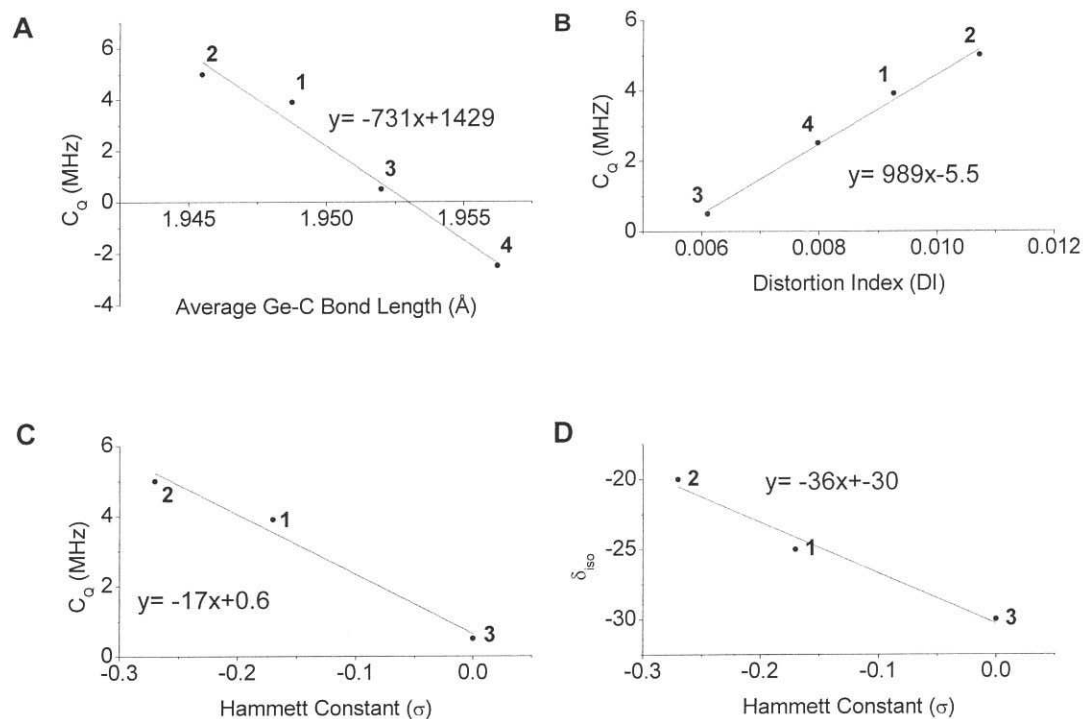 A
C_Q (MHz)
6
4
2
0
-2
-4
1.945
1.950
1.955
2
1
3
4
y= -731x+1429
Average Ge-C Bond Length (Å)
B
C_Q (MHZ)
6
4
2
0
0.006
0.008
0.010
0.012
2
1
4
3
y= 989x-5.5
Distortion Index (DI)
C
C_Q (MHz)
6
4
2
0
-0.3
-0.2
-0.1
0.0
2
1
3
y= -17x+0.6
Hammett Constant (σ)
D
δ_iso
-20
-25
-30
-0.3
-0.2
-0.1
0.0
2
1
3
y= -36x+-30
Hammett Constant (σ)